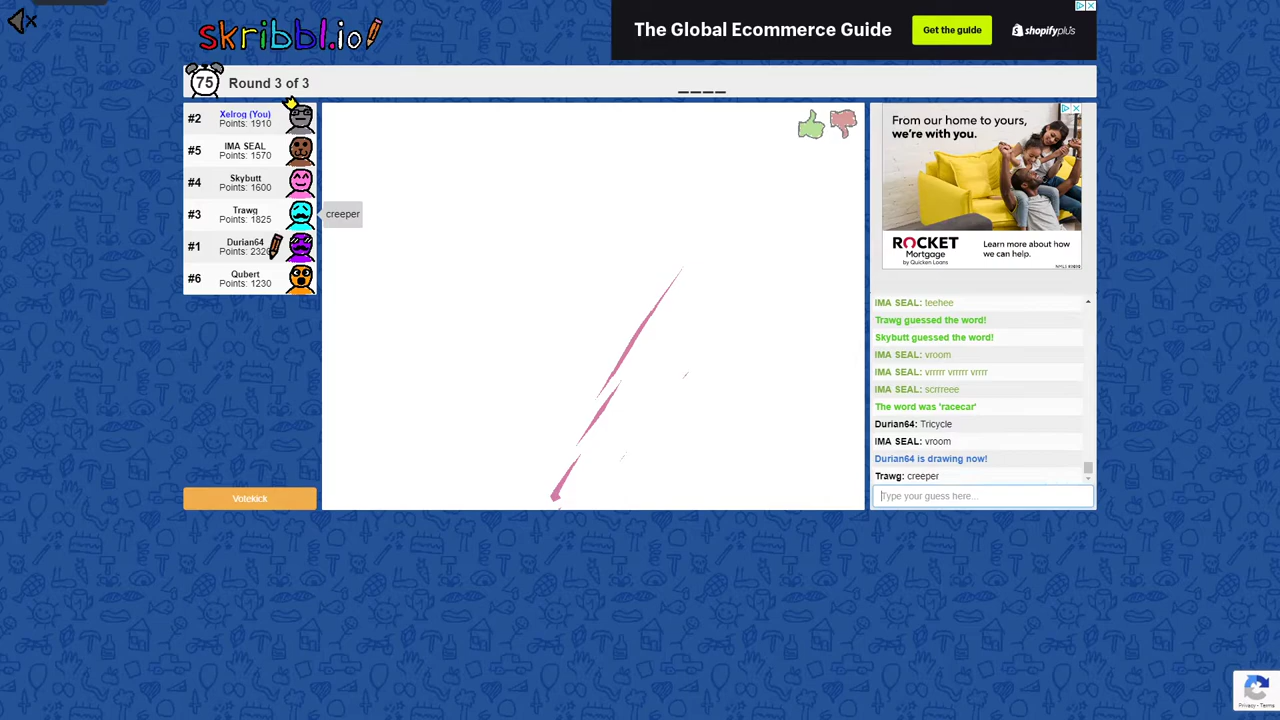 skribbl.io
The Global Ecommerce Guide
Get the guide
shopifyplus
75
Round 3 of 3
_ _ _ _
#2
Xelrog (You)
Points: 1910
#5
IMA SEAL
Points: 1570
#4
Skybutt
Points: 1600
#3
Trawg
Points: 1825
creeper
#1
Durian64
Points: 2320
#6
Qubert
Points: 1230
Votekick
From our home to yours,
we're with you.
ROCKET
Mortgage
by Quicken Loans
Learn more about how
we can help.
IMA SEAL: teehee
Trawg guessed the word!
Skybutt guessed the word!
IMA SEAL: vroom
IMA SEAL: vrrrrr vrrrrr vrrrr
IMA SEAL: scrrreee
The word was 'racecar'
Durian64: Tricycle
IMA SEAL: vroom
Durian64 is drawing now!
Trawg: creeper
Type your guess here...
Privacy - Terms